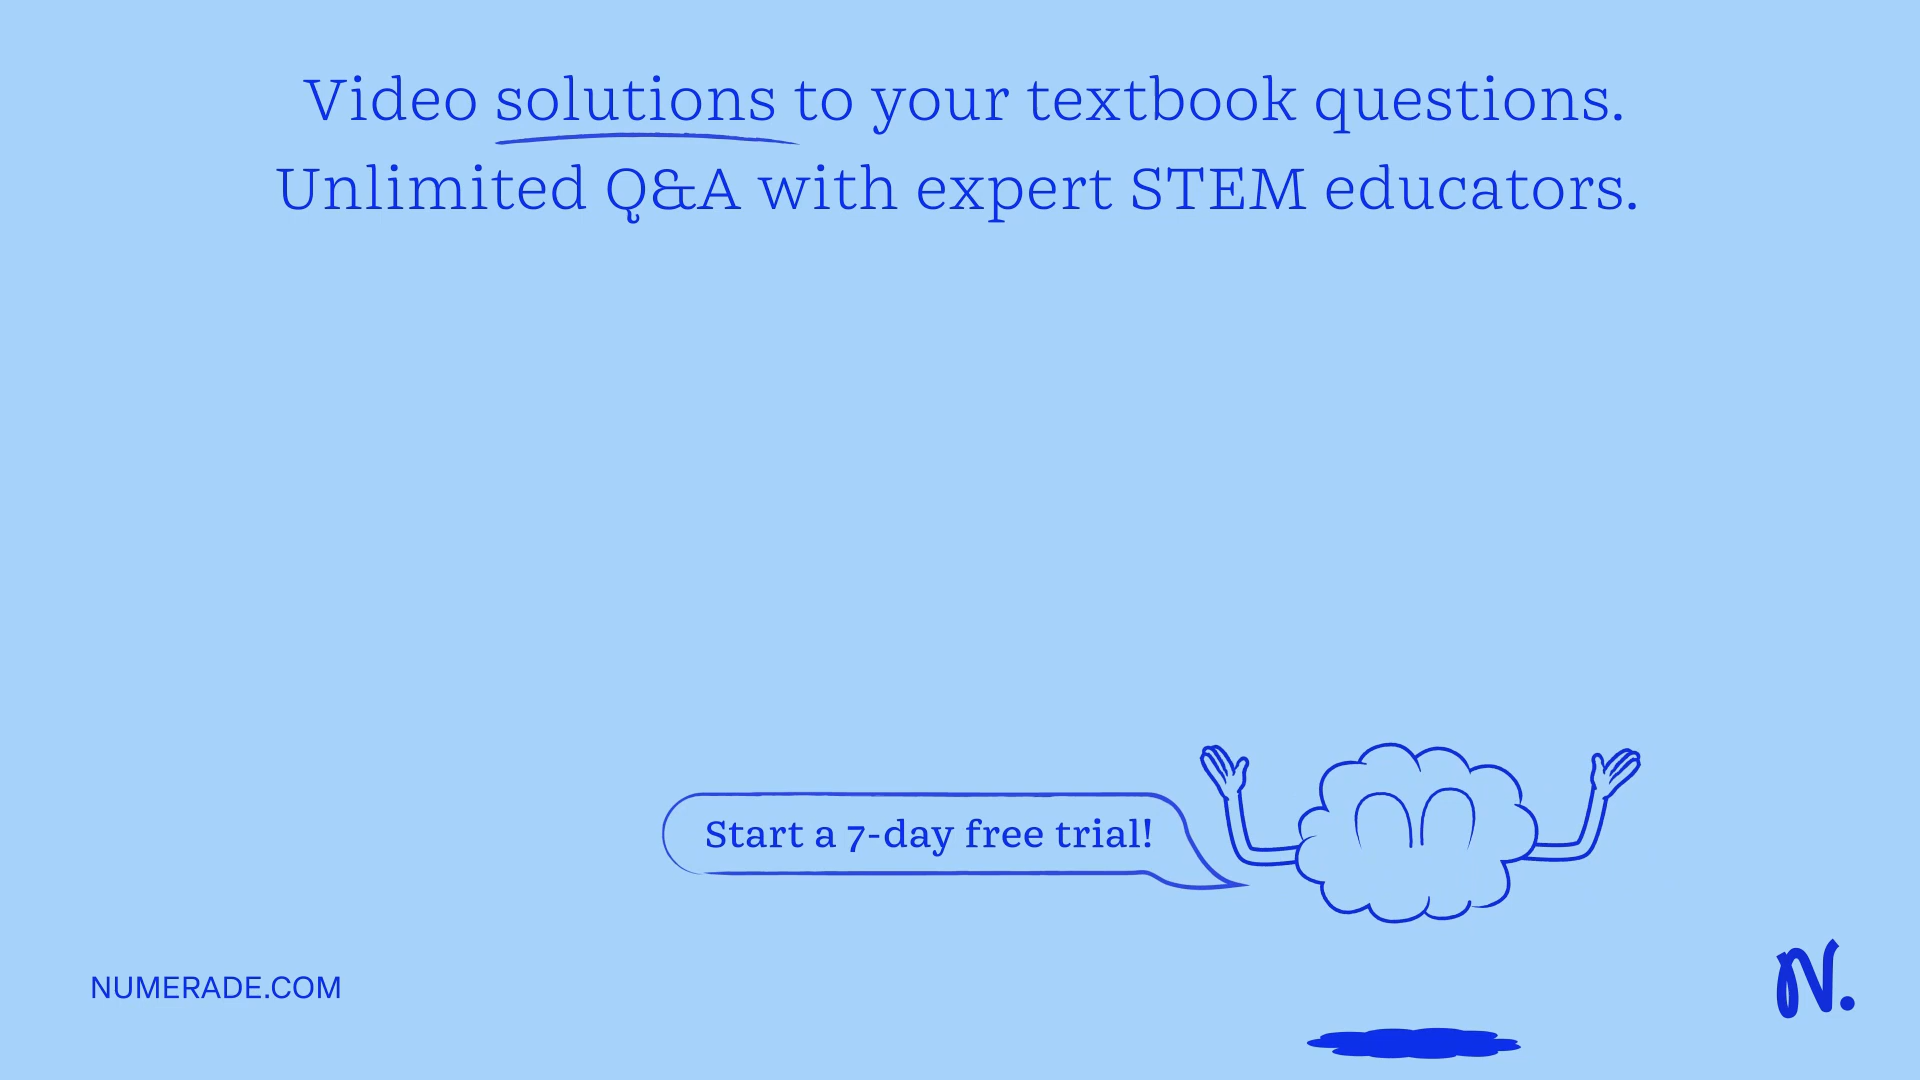 Video solutions to your textbook questions.
Unlimited Q&A with expert STEM educators.
Start a 7-day free trial!
NUMERADE.COM
N.